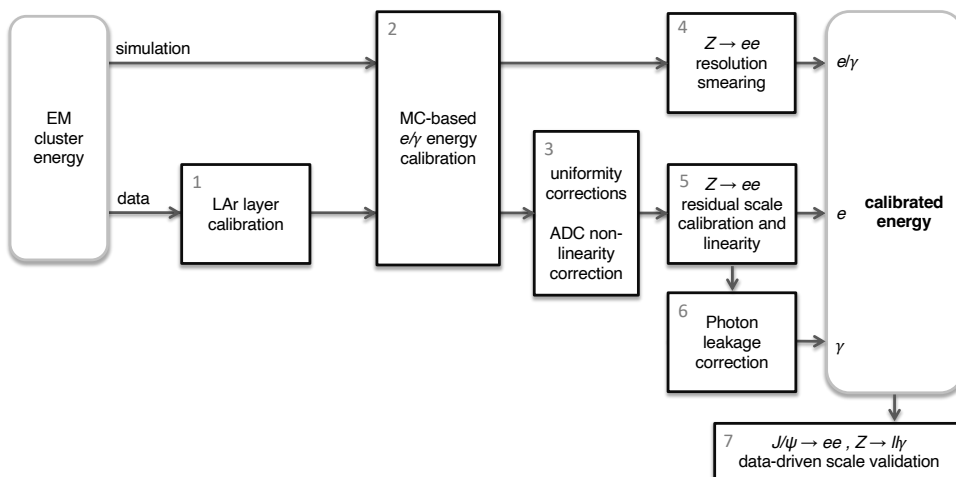 EM
cluster
energy
simulation
data
1
LAr layer
calibration
2
MC-based
e/γ energy
calibration
3
uniformity
corrections
ADC non-
linearity
correction
4
Z → ee
resolution
smearing
5
Z → ee
residual scale
calibration and
linearity
6
Photon
leakage
correction
e/γ
e
γ
calibrated
energy
7
J/ψ → ee , Z → llγ
data-driven scale validation